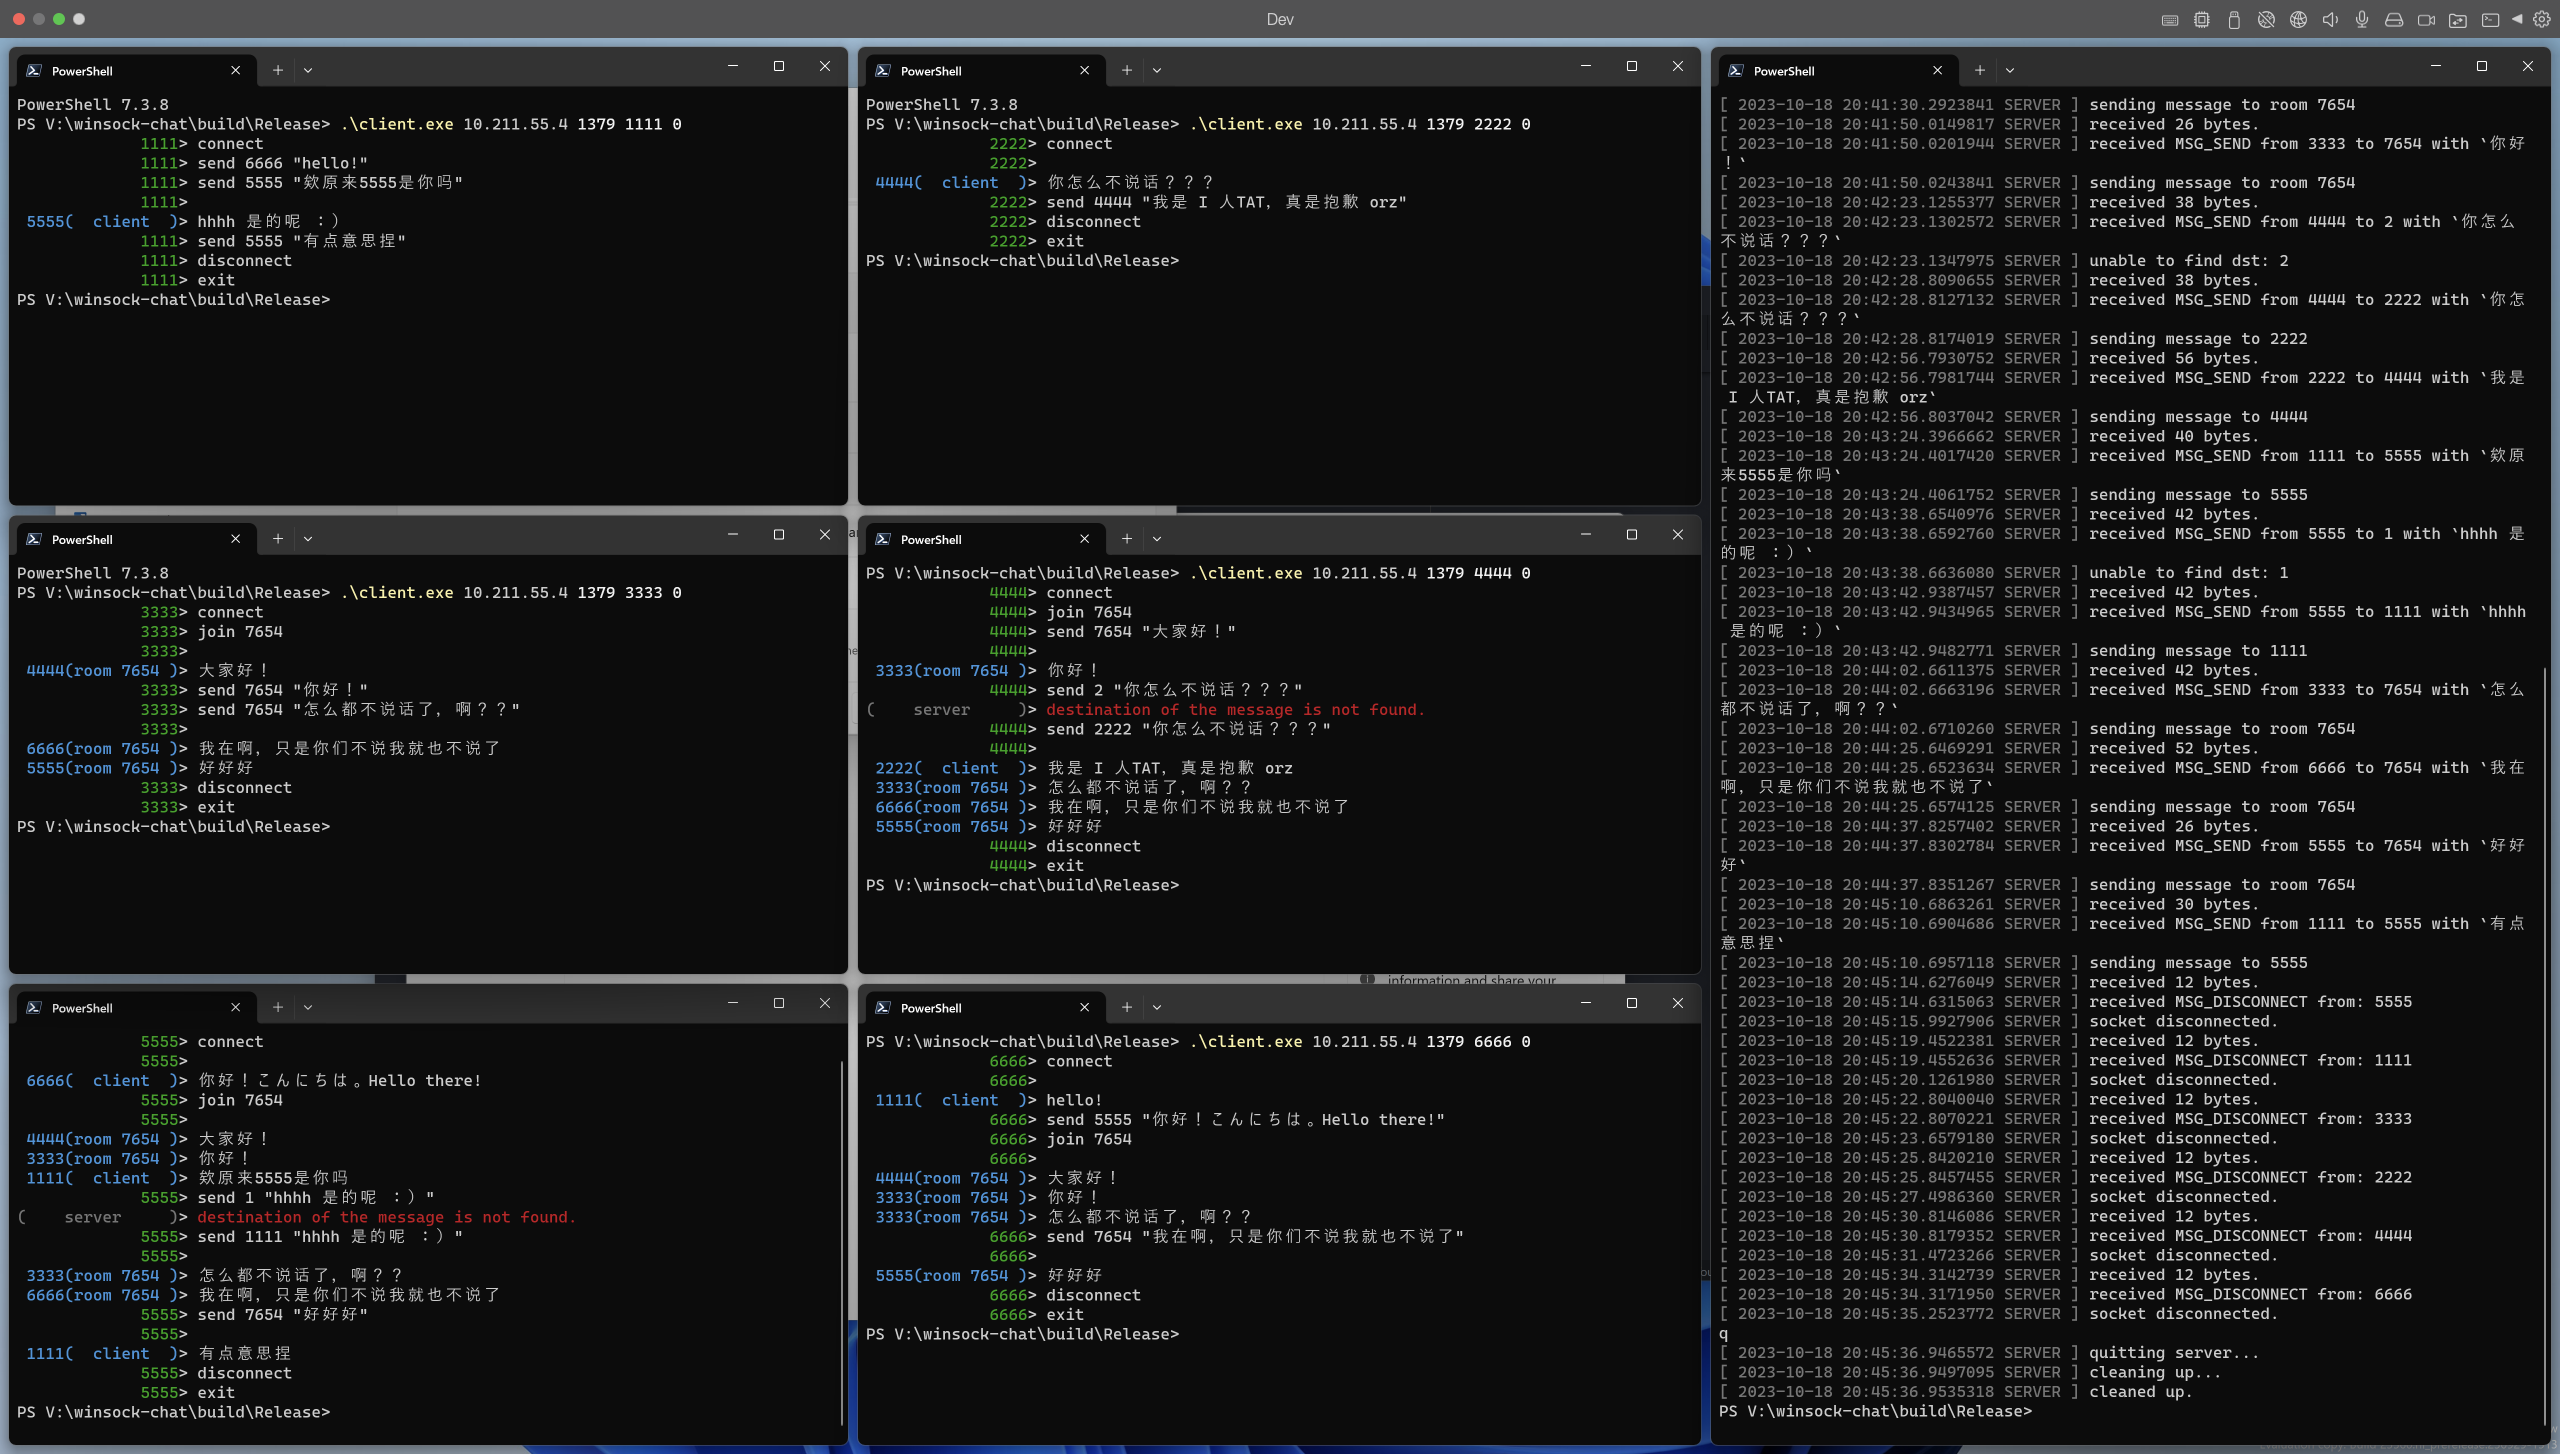 Dev
PowerShell
PowerShell 7.3.8
PS V:\winsock-chat\build\Release> .\client.exe 10.211.55.4 1379 1111 0
1111> connect
1111> send 6666 "hello!"
1111> send 5555 "欸原来5555是你吗"
1111>
5555(  client  )> hhhh 是的呢 :)
1111> send 5555 "有点意思捏"
1111> disconnect
1111> exit
PS V:\winsock-chat\build\Release>
PowerShell
PowerShell 7.3.8
PS V:\winsock-chat\build\Release> .\client.exe 10.211.55.4 1379 2222 0
2222> connect
2222>
4444(  client  )> 你怎么不说话？？？
2222> send 4444 "我是 I 人TAT，真是抱歉 orz"
2222> disconnect
2222> exit
PS V:\winsock-chat\build\Release>
PowerShell
PowerShell 7.3.8
PS V:\winsock-chat\build\Release> .\client.exe 10.211.55.4 1379 3333 0
3333> connect
3333> join 7654
3333>
4444(room 7654 )> 大家好！
3333> send 7654 "你好！"
3333> send 7654 "怎么都不说话了，啊？？"
3333>
6666(room 7654 )> 我在啊，只是你们不说我就也不说了
5555(room 7654 )> 好好好
3333> disconnect
3333> exit
PS V:\winsock-chat\build\Release>
PowerShell
PS V:\winsock-chat\build\Release> .\client.exe 10.211.55.4 1379 4444 0
4444> connect
4444> join 7654
4444> send 7654 "大家好！"
4444>
3333(room 7654 )> 你好！
4444> send 2 "你怎么不说话？？？"
(    server     )> destination of the message is not found.
4444> send 2222 "你怎么不说话？？？"
4444>
2222(  client  )> 我是 I 人TAT，真是抱歉 orz
3333(room 7654 )> 怎么都不说话了，啊？？
6666(room 7654 )> 我在啊，只是你们不说我就也不说了
5555(room 7654 )> 好好好
4444> disconnect
4444> exit
PS V:\winsock-chat\build\Release>
information and share your
PowerShell
5555> connect
5555>
6666(  client  )> 你好！こんにちは。Hello there!
5555> join 7654
5555>
4444(room 7654 )> 大家好！
3333(room 7654 )> 你好！
1111(  client  )> 欸原来5555是你吗
5555> send 1 "hhhh 是的呢 ：）"
(    server     )> destination of the message is not found.
5555> send 1111 "hhhh 是的呢 ：）"
5555>
3333(room 7654 )> 怎么都不说话了，啊？？
6666(room 7654 )> 我在啊，只是你们不说我就也不说了
5555> send 7654 "好好好"
5555>
1111(  client  )> 有点意思捏
5555> disconnect
5555> exit
PS V:\winsock-chat\build\Release>
PowerShell
PS V:\winsock-chat\build\Release> .\client.exe 10.211.55.4 1379 6666 0
6666> connect
6666>
1111(  client  )> hello!
6666> send 5555 "你好！こんにちは。Hello there!"
6666> join 7654
6666>
4444(room 7654 )> 大家好！
3333(room 7654 )> 你好！
3333(room 7654 )> 怎么都不说话了，啊？？
6666> send 7654 "我在啊，只是你们不说我就也不说了"
6666>
5555(room 7654 )> 好好好
6666> disconnect
6666> exit
PS V:\winsock-chat\build\Release>
PowerShell
[ 2023-10-18 20:41:30.2923841 SERVER ] sending message to room 7654
[ 2023-10-18 20:41:50.0149817 SERVER ] received 26 bytes.
[ 2023-10-18 20:41:50.0201944 SERVER ] received MSG_SEND from 3333 to 7654 with `你好
！`
[ 2023-10-18 20:41:50.0243841 SERVER ] sending message to room 7654
[ 2023-10-18 20:42:23.1255377 SERVER ] received 38 bytes.
[ 2023-10-18 20:42:23.1302572 SERVER ] received MSG_SEND from 4444 to 2 with `你怎么
不说话？？？`
[ 2023-10-18 20:42:23.1347975 SERVER ] unable to find dst: 2
[ 2023-10-18 20:42:28.8090655 SERVER ] received 38 bytes.
[ 2023-10-18 20:42:28.8127132 SERVER ] received MSG_SEND from 4444 to 2222 with `你怎
么不说话？？？`
[ 2023-10-18 20:42:28.8174019 SERVER ] sending message to 2222
[ 2023-10-18 20:42:56.7930752 SERVER ] received 56 bytes.
[ 2023-10-18 20:42:56.7981744 SERVER ] received MSG_SEND from 2222 to 4444 with `我是
I 人TAT，真是抱歉 orz`
[ 2023-10-18 20:42:56.8037042 SERVER ] sending message to 4444
[ 2023-10-18 20:43:24.3966662 SERVER ] received 40 bytes.
[ 2023-10-18 20:43:24.4017420 SERVER ] received MSG_SEND from 1111 to 5555 with `欸原
来5555是你吗`
[ 2023-10-18 20:43:24.4061752 SERVER ] sending message to 5555
[ 2023-10-18 20:43:38.6540976 SERVER ] received 42 bytes.
[ 2023-10-18 20:43:38.6592760 SERVER ] received MSG_SEND from 5555 to 1 with `hhhh 是
的呢 ：）`
[ 2023-10-18 20:43:38.6636080 SERVER ] unable to find dst: 1
[ 2023-10-18 20:43:42.9387457 SERVER ] received 42 bytes.
[ 2023-10-18 20:43:42.9434965 SERVER ] received MSG_SEND from 5555 to 1111 with `hhhh
是的呢 ：）`
[ 2023-10-18 20:43:42.9482771 SERVER ] sending message to 1111
[ 2023-10-18 20:44:02.6611375 SERVER ] received 42 bytes.
[ 2023-10-18 20:44:02.6663196 SERVER ] received MSG_SEND from 3333 to 7654 with `怎么
都不说话了，啊？？`
[ 2023-10-18 20:44:02.6710260 SERVER ] sending message to room 7654
[ 2023-10-18 20:44:25.6469291 SERVER ] received 52 bytes.
[ 2023-10-18 20:44:25.6523634 SERVER ] received MSG_SEND from 6666 to 7654 with `我在
啊，只是你们不说我就也不说了`
[ 2023-10-18 20:44:25.6574125 SERVER ] sending message to room 7654
[ 2023-10-18 20:44:37.8257402 SERVER ] received 26 bytes.
[ 2023-10-18 20:44:37.8302784 SERVER ] received MSG_SEND from 5555 to 7654 with `好好
好`
[ 2023-10-18 20:44:37.8351267 SERVER ] sending message to room 7654
[ 2023-10-18 20:45:10.6863261 SERVER ] received 30 bytes.
[ 2023-10-18 20:45:10.6904686 SERVER ] received MSG_SEND from 1111 to 5555 with `有点
意思捏`
[ 2023-10-18 20:45:10.6957118 SERVER ] sending message to 5555
[ 2023-10-18 20:45:14.6276049 SERVER ] received 12 bytes.
[ 2023-10-18 20:45:14.6315063 SERVER ] received MSG_DISCONNECT from: 5555
[ 2023-10-18 20:45:15.9927906 SERVER ] socket disconnected.
[ 2023-10-18 20:45:19.4522381 SERVER ] received 12 bytes.
[ 2023-10-18 20:45:19.4552636 SERVER ] received MSG_DISCONNECT from: 1111
[ 2023-10-18 20:45:20.1261980 SERVER ] socket disconnected.
[ 2023-10-18 20:45:22.8040040 SERVER ] received 12 bytes.
[ 2023-10-18 20:45:22.8070221 SERVER ] received MSG_DISCONNECT from: 3333
[ 2023-10-18 20:45:23.6579180 SERVER ] socket disconnected.
[ 2023-10-18 20:45:25.8420210 SERVER ] received 12 bytes.
[ 2023-10-18 20:45:25.8457455 SERVER ] received MSG_DISCONNECT from: 2222
[ 2023-10-18 20:45:27.4986360 SERVER ] socket disconnected.
[ 2023-10-18 20:45:30.8146086 SERVER ] received 12 bytes.
[ 2023-10-18 20:45:30.8179352 SERVER ] received MSG_DISCONNECT from: 4444
[ 2023-10-18 20:45:31.4723266 SERVER ] socket disconnected.
[ 2023-10-18 20:45:34.3142739 SERVER ] received 12 bytes.
[ 2023-10-18 20:45:34.3171950 SERVER ] received MSG_DISCONNECT from: 6666
[ 2023-10-18 20:45:35.2523772 SERVER ] socket disconnected.
q
[ 2023-10-18 20:45:36.9465572 SERVER ] quitting server...
[ 2023-10-18 20:45:36.9497095 SERVER ] cleaning up...
[ 2023-10-18 20:45:36.9535318 SERVER ] cleaned up.
PS V:\winsock-chat\build\Release>